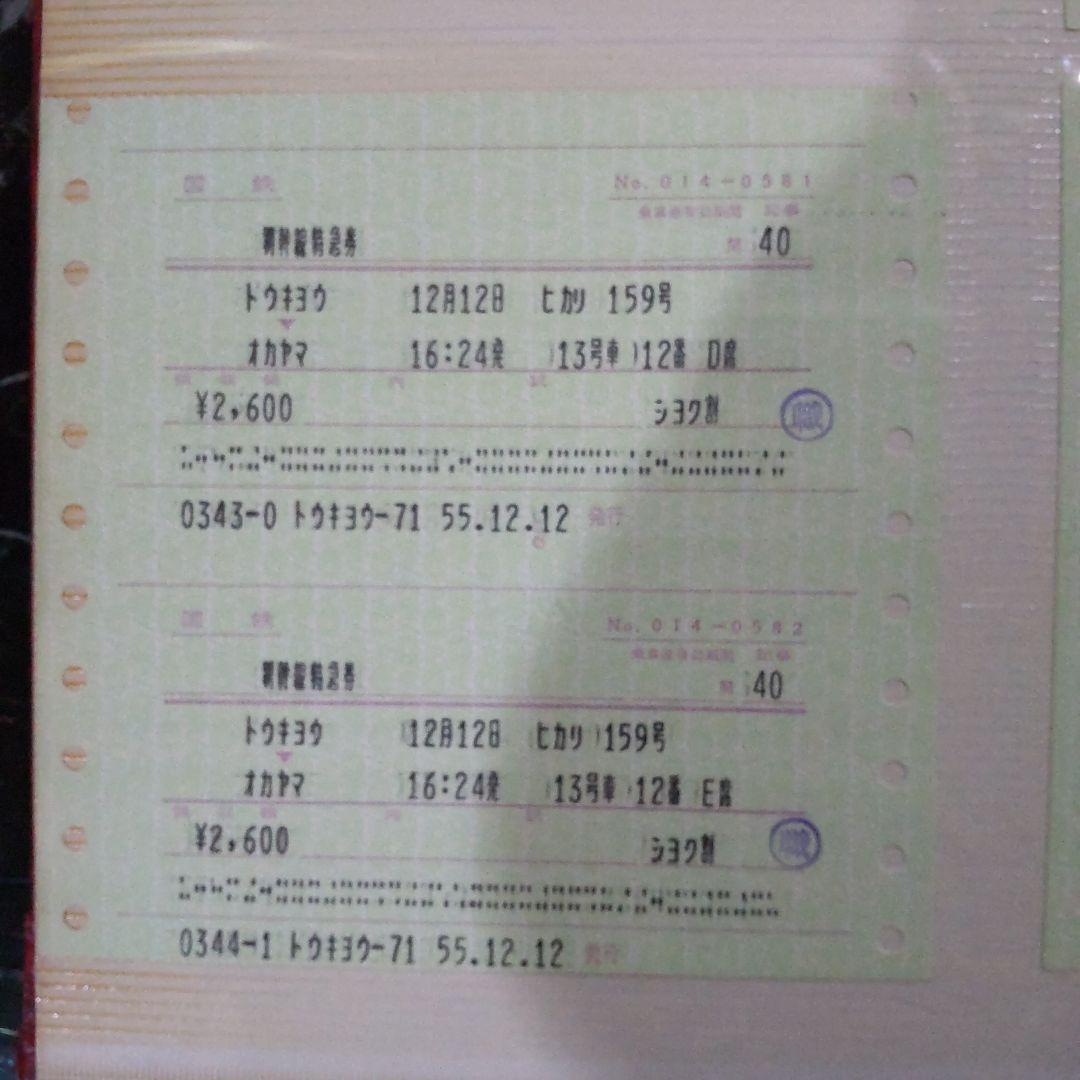 国鉄 No. 014-0581
新幹線特急券 40
トウキヨウ 12月12日 ヒカリ 159号
オカヤマ 16:24発 13号車 12番 D席
¥2,600 シヨク割 職
0343-0 トウキヨウ-71 55.12.12 発行
国鉄 No. 014-0582
新幹線特急券 40
トウキヨウ 12月12日 ヒカリ 159号
オカヤマ 16:24発 13号車 12番 E席
¥2,600 シヨク割 職
0344-1 トウキヨウ-71 55.12.12 発行